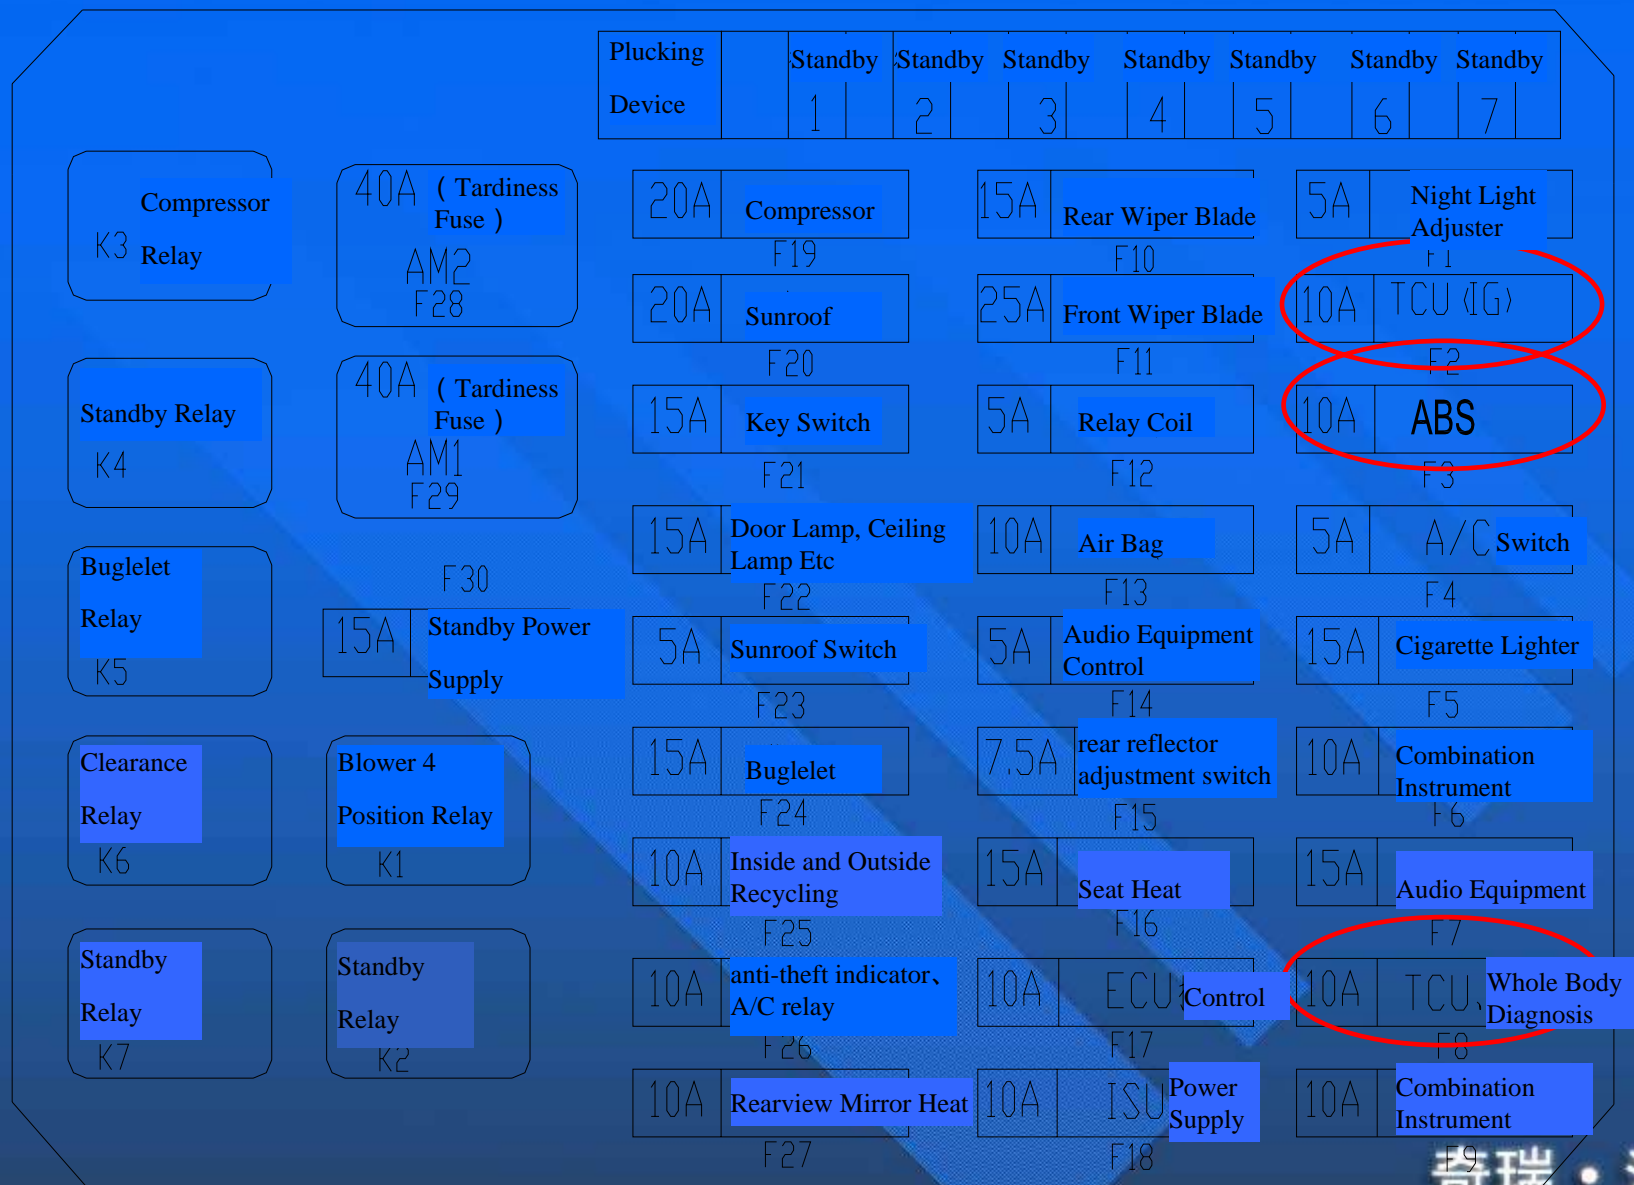 Plucking
Device
Standby Standby Standby Standby Standby Standby Standby
1 2 3 4 5 6 7
Compressor
Relay
K3
40A
( Tardiness
Fuse )
AM2
F28
20A
Compressor
F19
15A
Rear Wiper Blade
F10
5A
Night Light
Adjuster
F1
20A
Sunroof
F20
25A
Front Wiper Blade
F11
10A
TCU (IG)
F2
Standby Relay
K4
40A
( Tardiness
Fuse )
AM1
F29
15A
Key Switch
F21
5A
Relay Coil
F12
10A
ABS
F3
15A
Door Lamp, Ceiling
Lamp Etc
F22
10A
Air Bag
F13
5A
A/C Switch
F4
Buglelet
Relay
K5
F30
15A
Standby Power
Supply
5A
Sunroof Switch
F23
5A
Audio Equipment
Control
F14
15A
Cigarette Lighter
F5
Clearance
Relay
K6
Blower 4
Position Relay
K1
15A
Buglelet
F24
7.5A
rear reflector
adjustment switch
F15
10A
Combination
Instrument
F6
10A
Inside and Outside
Recycling
F25
15A
Seat Heat
F16
15A
Audio Equipment
F7
Standby
Relay
K7
Standby
Relay
K2
10A
anti-theft indicator、
A/C relay
F26
10A
ECU Control
F17
10A
TCU、
Whole Body
Diagnosis
F8
10A
Rearview Mirror Heat
F27
10A
ISU
Power
Supply
F18
10A
Combination
Instrument
F9
奇瑞·